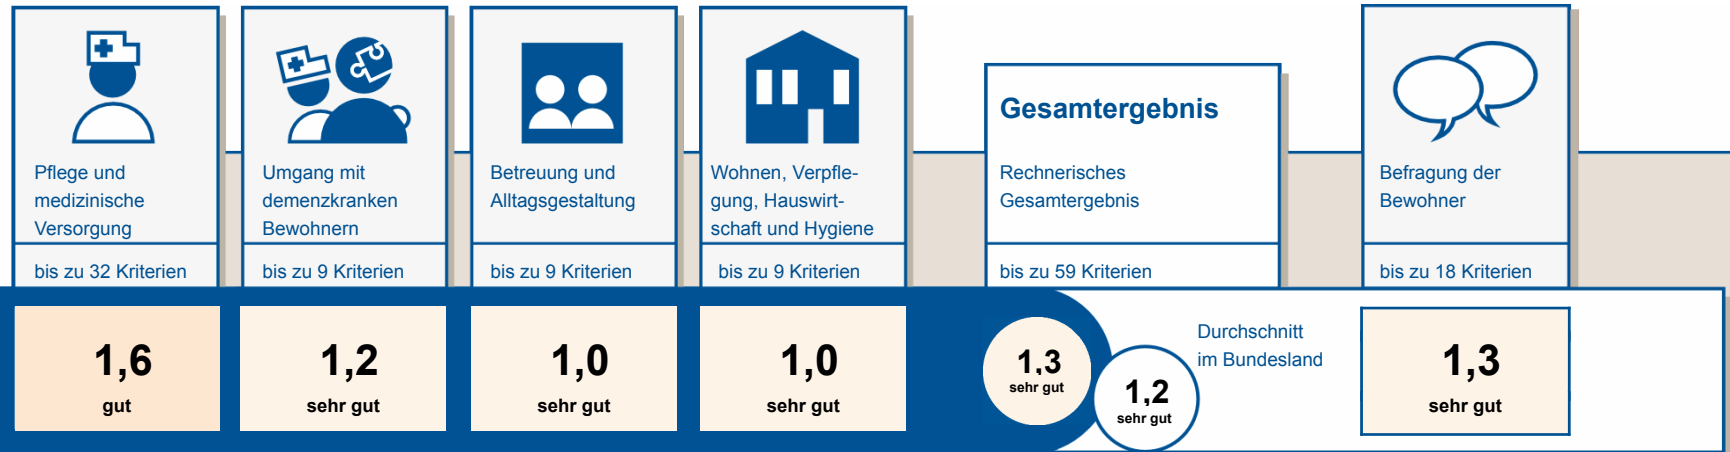 Pflege und
medizinische
Versorgung
bis zu 32 Kriterien
1,6
gut
Umgang mit
demenzkranken
Bewohnern
bis zu 9 Kriterien
1,2
sehr gut
Betreuung und
Alltagsgestaltung
bis zu 9 Kriterien
1,0
sehr gut
Wohnen, Verpfle-
gung, Hauswirt-
schaft und Hygiene
bis zu 9 Kriterien
1,0
sehr gut
Gesamtergebnis
Rechnerisches
Gesamtergebnis
bis zu 59 Kriterien
1,3
sehr gut
Durchschnitt
im Bundesland
1,2
sehr gut
Befragung der
Bewohner
bis zu 18 Kriterien
1,3
sehr gut